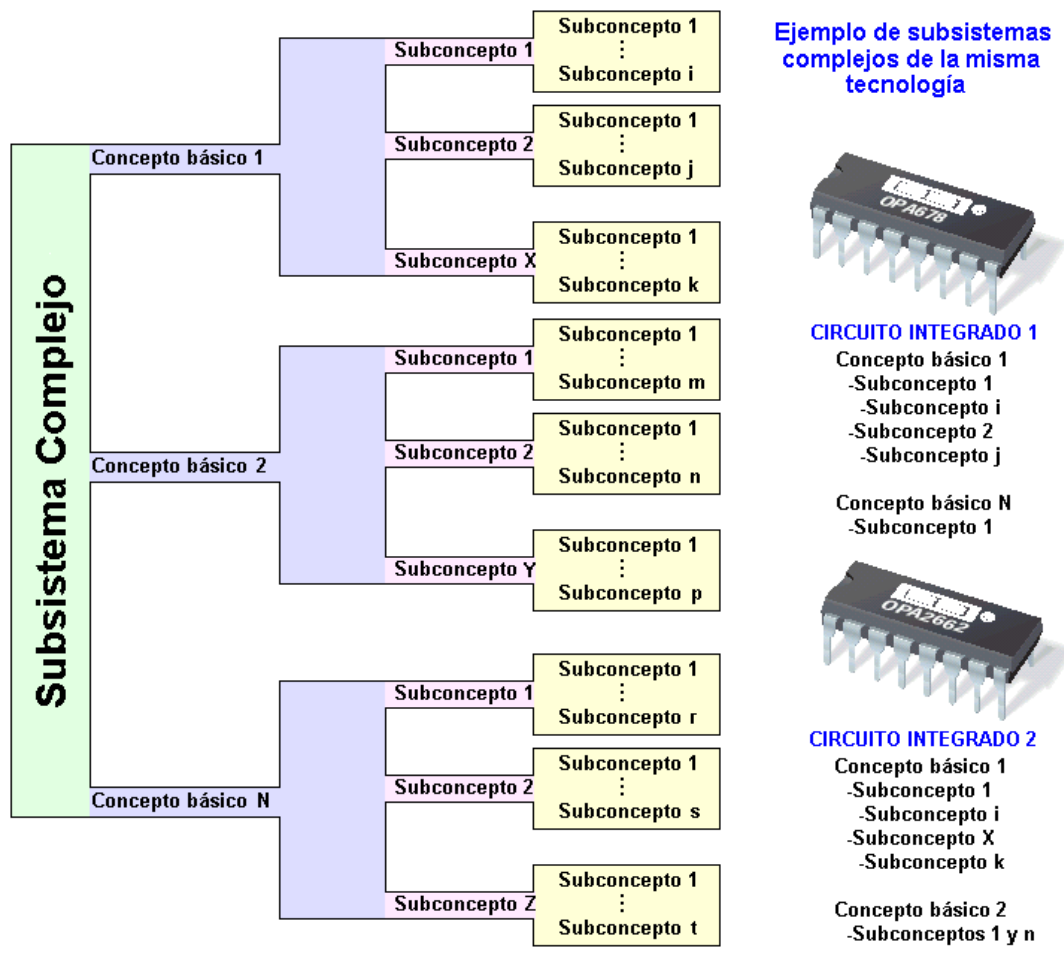 Subsistema Complejo
Concepto básico 1
Subconcepto 1
Subconcepto 1
Subconcepto i
Subconcepto 2
Subconcepto 1
Subconcepto j
Subconcepto X
Subconcepto 1
Subconcepto k
Concepto básico 2
Subconcepto 1
Subconcepto 1
Subconcepto m
Subconcepto 2
Subconcepto 1
Subconcepto n
Subconcepto Y
Subconcepto 1
Subconcepto p
Concepto básico N
Subconcepto 1
Subconcepto 1
Subconcepto r
Subconcepto 2
Subconcepto 1
Subconcepto s
Subconcepto Z
Subconcepto 1
Subconcepto t
Ejemplo de subsistemas
complejos de la misma
tecnología
OPA678
CIRCUITO INTEGRADO 1
Concepto básico 1
-Subconcepto 1
-Subconcepto i
-Subconcepto 2
-Subconcepto j
Concepto básico N
-Subconcepto 1
OPA2662
CIRCUITO INTEGRADO 2
Concepto básico 1
-Subconcepto 1
-Subconcepto i
-Subconcepto X
-Subconcepto k
Concepto básico 2
-Subconceptos 1 y n